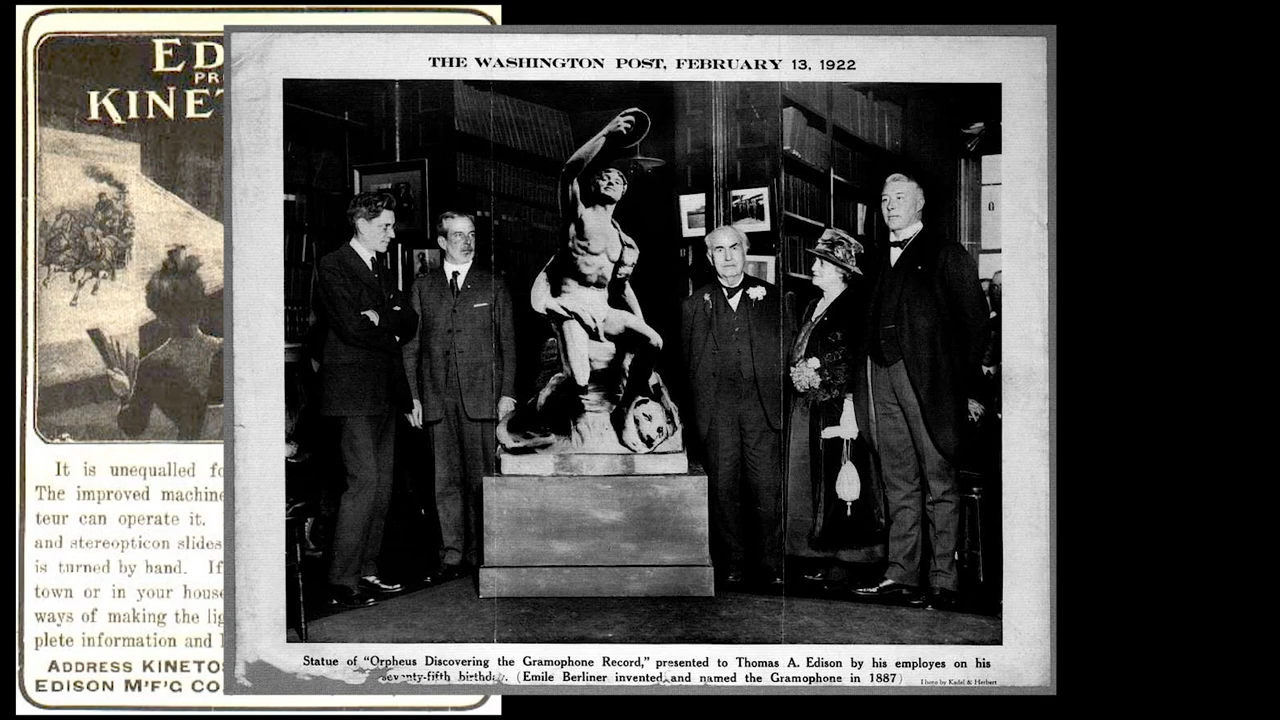 ED
PR
KINET
It is unequalled fo
The improved machine
teur can operate it.
and stereopticon slides
is turned by hand. If
town or in your house
ways of making the lig
plete information and
ADDRESS KINETO
EDISON M'F'G CO
THE WASHINGTON POST, FEBRUARY 13, 1922
Statue of “Orpheus Discovering the Gramophone Record,” presented to Thomas A. Edison by his employes on his
seventy-fifth birthday. (Emile Berliner invented and named the Gramophone in 1887)
Photo by Kadel & Herbert